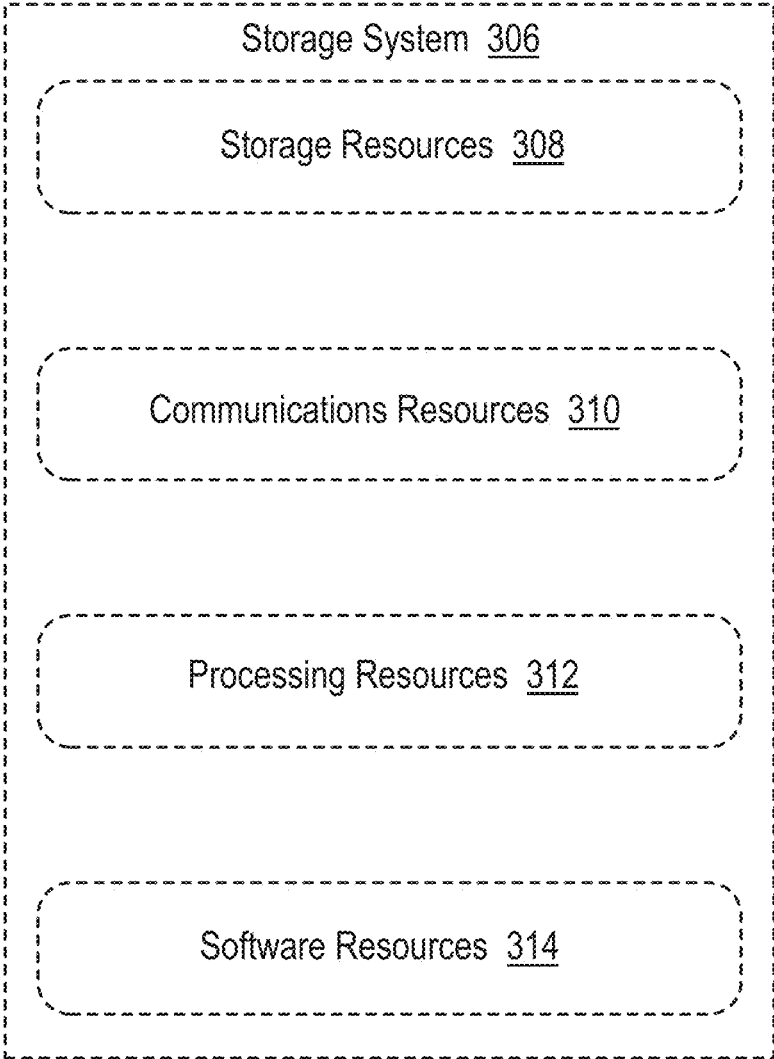 Storage System 306
Storage Resources 308
Communications Resources 310
Processing Resources 312
Software Resources 314